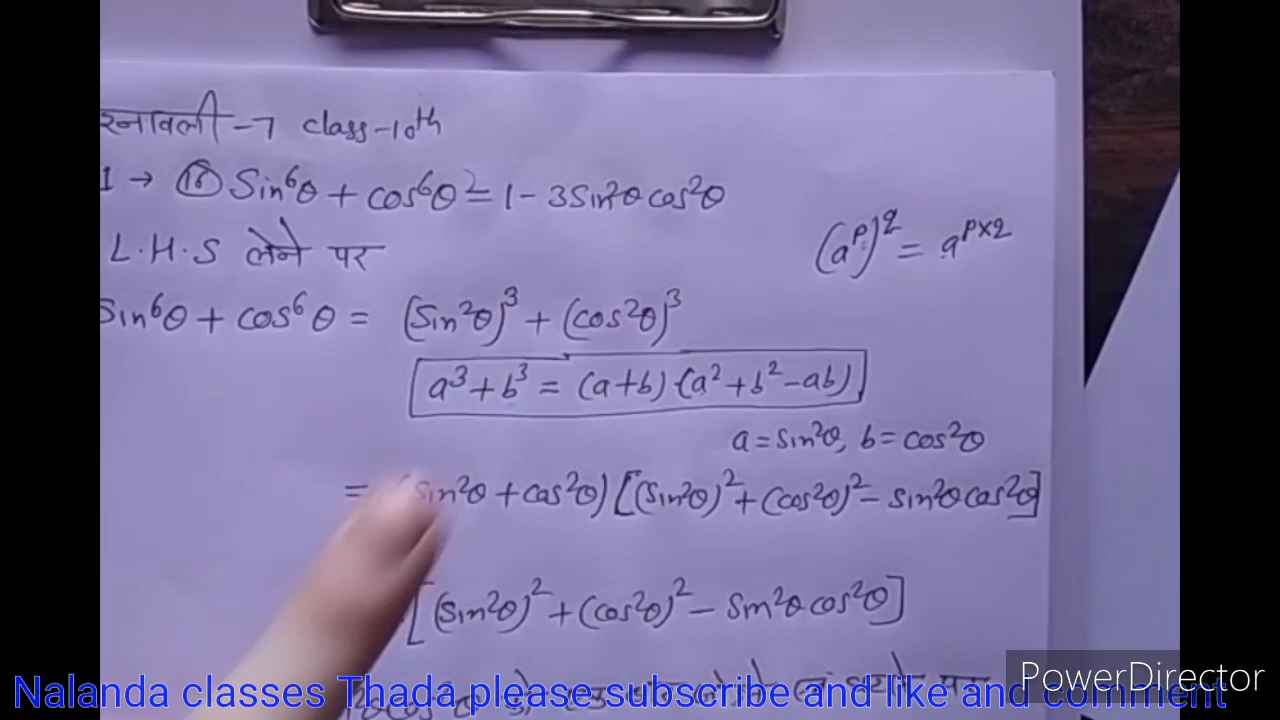 श्नावली-7 class-10th
1 → (16) Sin⁶θ + cos⁶θ = 1 - 3Sin²θ cos²θ
L.H.S लेने पर
(a^p)^q = a^p×q
Sin⁶θ + cos⁶θ = (Sin²θ)³ + (cos²θ)³
a³ + b³ = (a+b) (a² + b² - ab)
a = sin²θ, b = cos²θ
= (sin²θ + cos²θ) [(sin²θ)² + (cos²θ)² - sin²θ cos²θ]
[(sin²θ)² + (cos²θ)² - Sin²θ cos²θ]
PowerDirector
Nalanda classes Thada please subscribe and like and comment